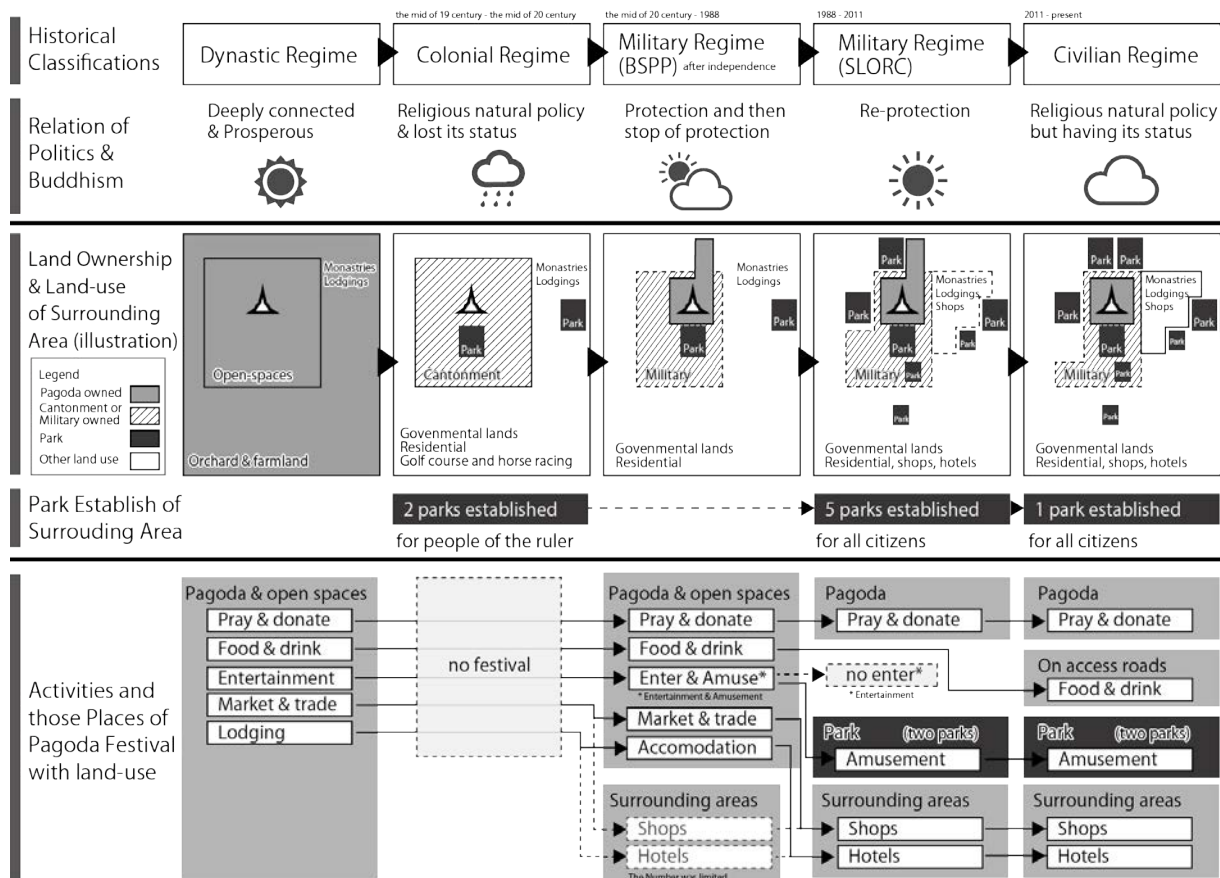 Historical
Classifications
Dynastic Regime
the mid of 19 century - the mid of 20 century
Colonial Regime
the mid of 20 century - 1988
Military Regime
(BSPP) after independence
1988 - 2011
Military Regime
(SLORC)
2011 - present
Civilian Regime
Relation of
Politics &
Buddhism
Deeply connected
& Prosperous
Religious natural policy
& lost its status
Protection and then
stop of protection
Re-protection
Religious natural policy
but having its status
Land Ownership
& Land-use
of Surrounding
Area (illustration)
Legend
Pagoda owned
Cantonment or
Military owned
Park
Other land use
Monastries
Lodgings
Open-spaces
Orchard & farmland
Monastries
Lodgings
Park
Park
Cantonment
Govenmental lands
Residential
Golf course and horse racing
Monastries
Lodgings
Park
Park
Military
Govenmental lands
Residential
Park
Monastries
Lodgings
Shops
Park
Park
Park
Park
Military
Park
Park
Govenmental lands
Residential, shops, hotels
Park
Park
Monastries
Lodgings
Shops
Park
Park
Park
Park
Military
Park
Park
Govenmental lands
Residential, shops, hotels
Park Establish of
Surrouding Area
2 parks established
for people of the ruler
5 parks established
for all citizens
1 park established
for all citizens
Activities and
those Places of
Pagoda Festival
with land-use
Pagoda & open spaces
Pray & donate
Food & drink
Entertainment
Market & trade
Lodging
no festival
Pagoda & open spaces
Pray & donate
Food & drink
Enter & Amuse*
* Entertainment & Amusement
Market & trade
Accomodation
Surrounding areas
Shops
Hotels
The Number was limited
Pagoda
Pray & donate
no enter*
* Entertainment
Park (two parks)
Amusement
Surrounding areas
Shops
Hotels
Pagoda
Pray & donate
On access roads
Food & drink
Park (two parks)
Amusement
Surrounding areas
Shops
Hotels